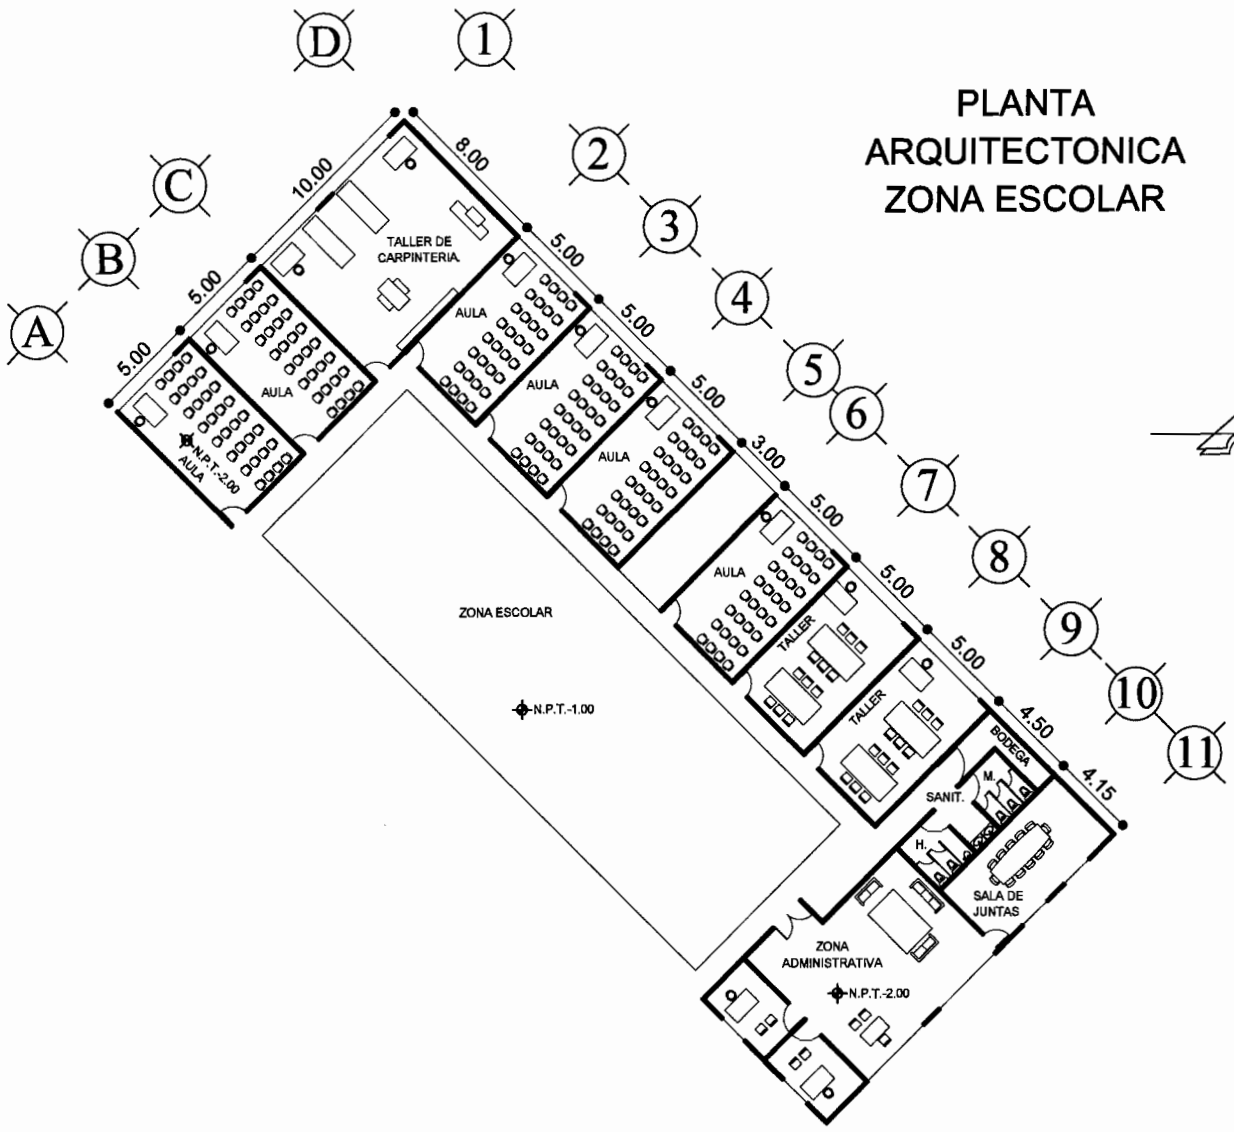 PLANTA
ARQUITECTONICA
ZONA ESCOLAR
D
1
2
3
4
5
6
7
8
9
10
11
C
B
A
8.00
5.00
5.00
5.00
3.00
5.00
5.00
5.00
4.50
4.15
10.00
5.00
5.00
TALLER DE
CARPINTERIA.
AULA
AULA
N.P.T.-2.00
AULA
AULA
AULA
AULA
TALLER
TALLER
BODEGA
M.
SANIT.
H.
SALA DE
JUNTAS
ZONA
ADMINISTRATIVA
N.P.T.-2.00
ZONA ESCOLAR
N.P.T.-1.00